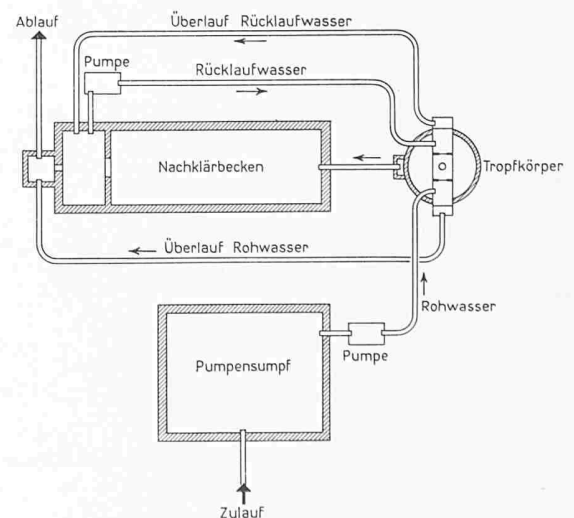 Ablauf
Überlauf Rücklaufwasser
Pumpe
Rücklaufwasser
Nachklärbecken
Tropfkörper
Überlauf Rohwasser
Rohwasser
Pumpe
Pumpensumpf
Zulauf